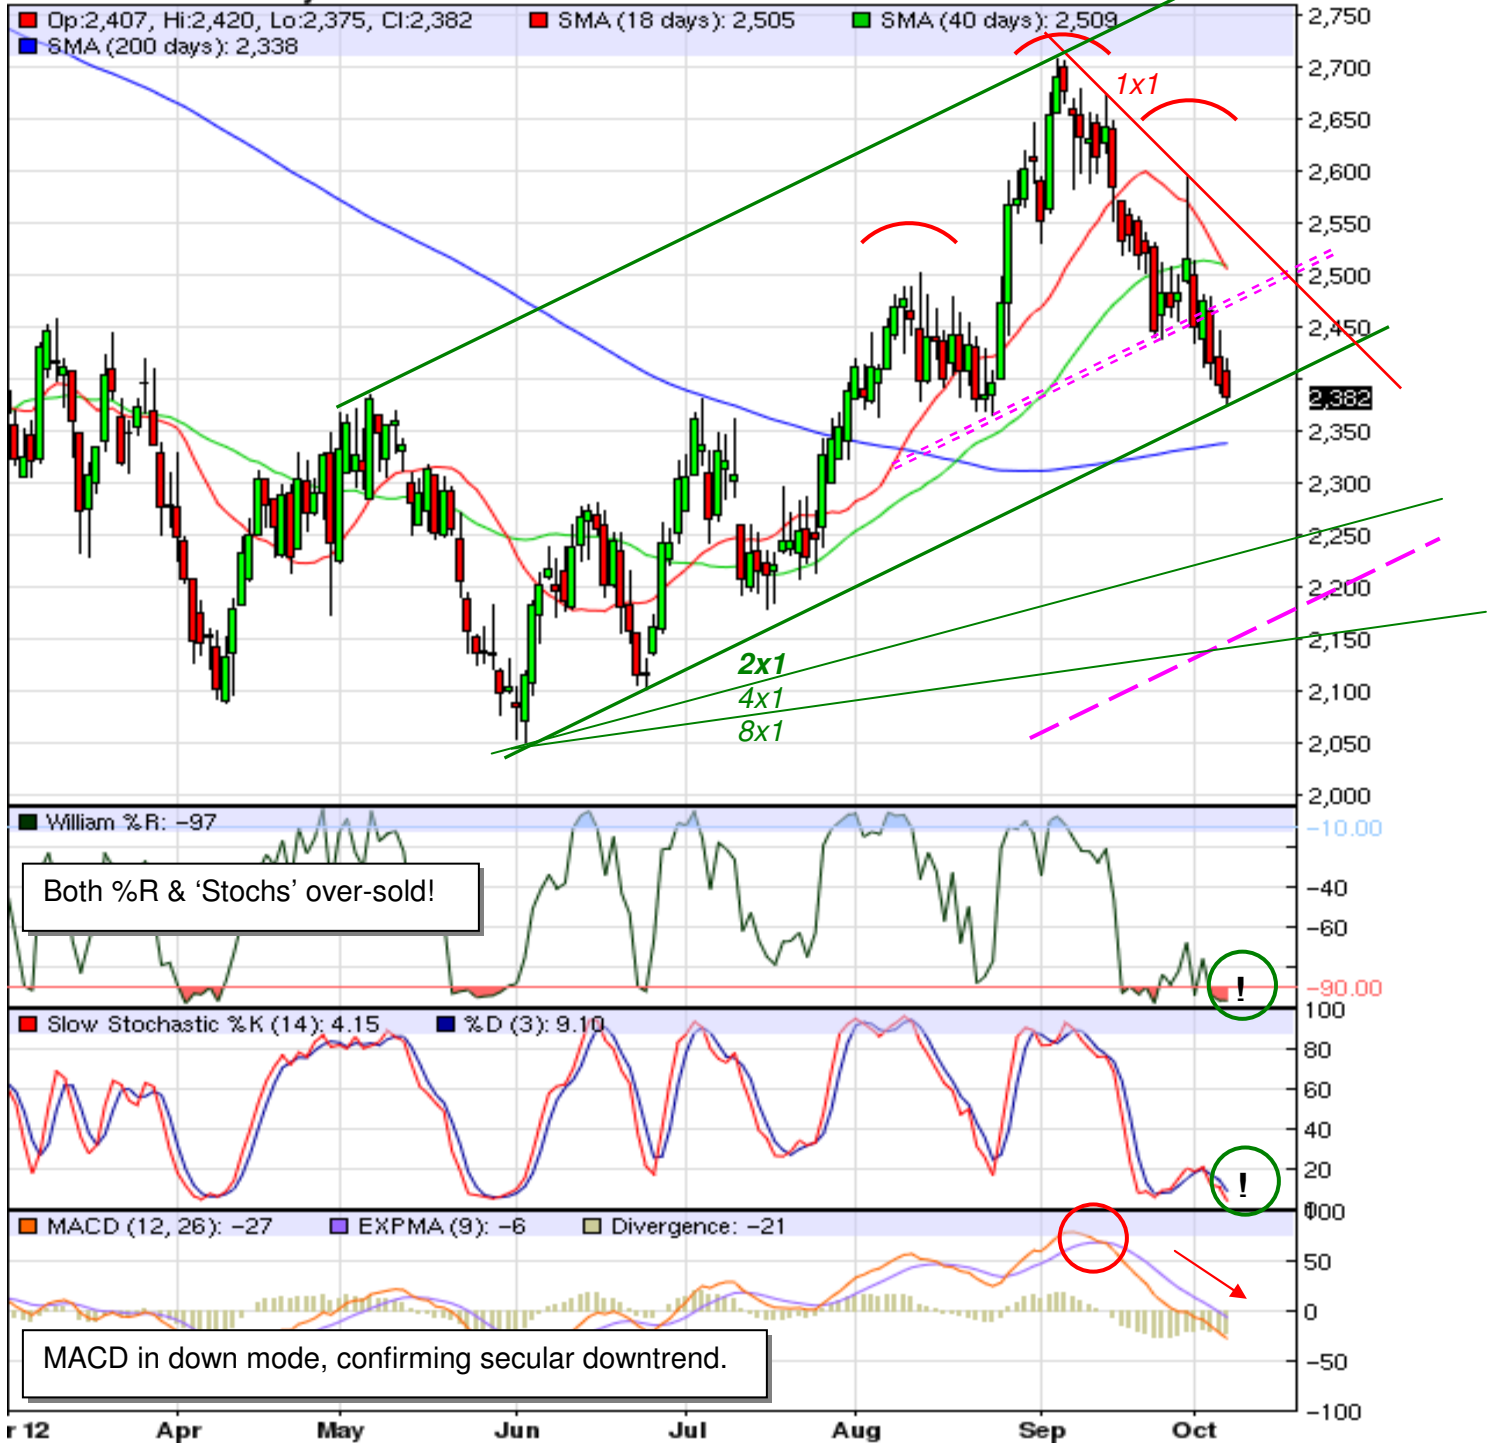 Op:2,407, Hi:2,420, Lo:2,375, Cl:2,382 SMA (18 days): 2,505 SMA (40 days): 2,509
SMA (200 days): 2,338
2,750
2,700
1x1
2,650
2,600
2,550
2,500
2,450
2,382
2,350
2,300
2,250
2,200
2,150
2x1
4x1
2,100
8x1
2,050
2,000
William %R: -97
-10.00
Both %R & ‘Stochs’ over-sold!
-40
-60
!
-90.00
Slow Stochastic %K (14): 4.15 %D (3): 9.10
100
80
60
40
20
!
0
100
MACD (12, 26): -27 EXPMA (9): -6 Divergence: -21
50
0
MACD in down mode, confirming secular downtrend.
-50
-100
r 12 Apr May Jun Jul Aug Sep Oct